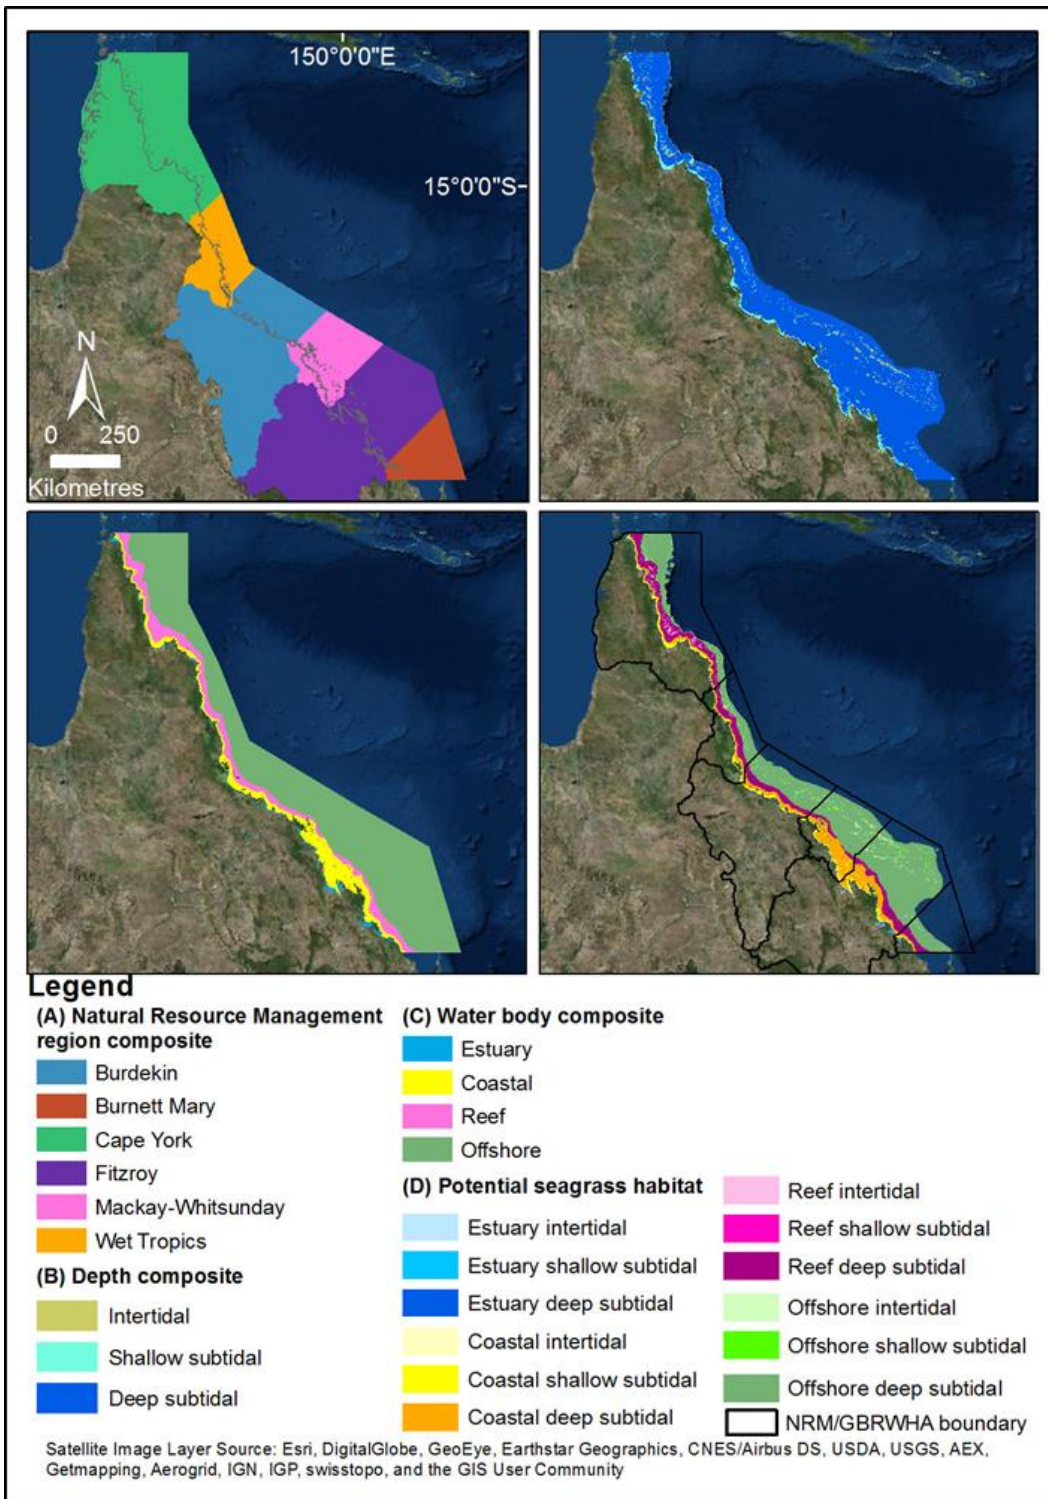 150°0'0"E
15°0'0"S
N
0 250
Kilometres
Legend
(A) Natural Resource Management
region composite
Burdekin
Burnett Mary
Cape York
Fitzroy
Mackay-Whitsunday
Wet Tropics
(B) Depth composite
Intertidal
Shallow subtidal
Deep subtidal
(C) Water body composite
Estuary
Coastal
Reef
Offshore
(D) Potential seagrass habitat
Estuary intertidal
Estuary shallow subtidal
Estuary deep subtidal
Coastal intertidal
Coastal shallow subtidal
Coastal deep subtidal
Reef intertidal
Reef shallow subtidal
Reef deep subtidal
Offshore intertidal
Offshore shallow subtidal
Offshore deep subtidal
NRM/GBRWHA boundary
Satellite Image Layer Source: Esri, DigitalGlobe, GeoEye, Earthstar Geographics, CNES/Airbus DS, USDA, USGS, AEX,
Getmapping, Aerogrid, IGN, IGP, swisstopo, and the GIS User Community